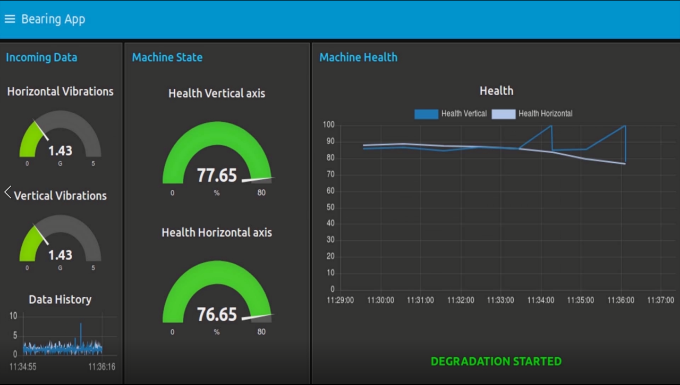 Bearing App
Incoming Data
Horizontal Vibrations
1.43
0 G 5
Vertical Vibrations
1.43
0 G 5
Data History
10
5
0
11:34:55 11:36:16
Machine State
Health Vertical axis
77.65
0 % 80
Health Horizontal axis
76.65
0 % 80
Machine Health
Health
Health Vertical Health Horizontal
100
90
80
70
60
50
40
30
20
10
0
11:29:00 11:30:00 11:31:00 11:32:00 11:33:00 11:34:00 11:35:00 11:36:00 11:37:00
DEGRADATION STARTED